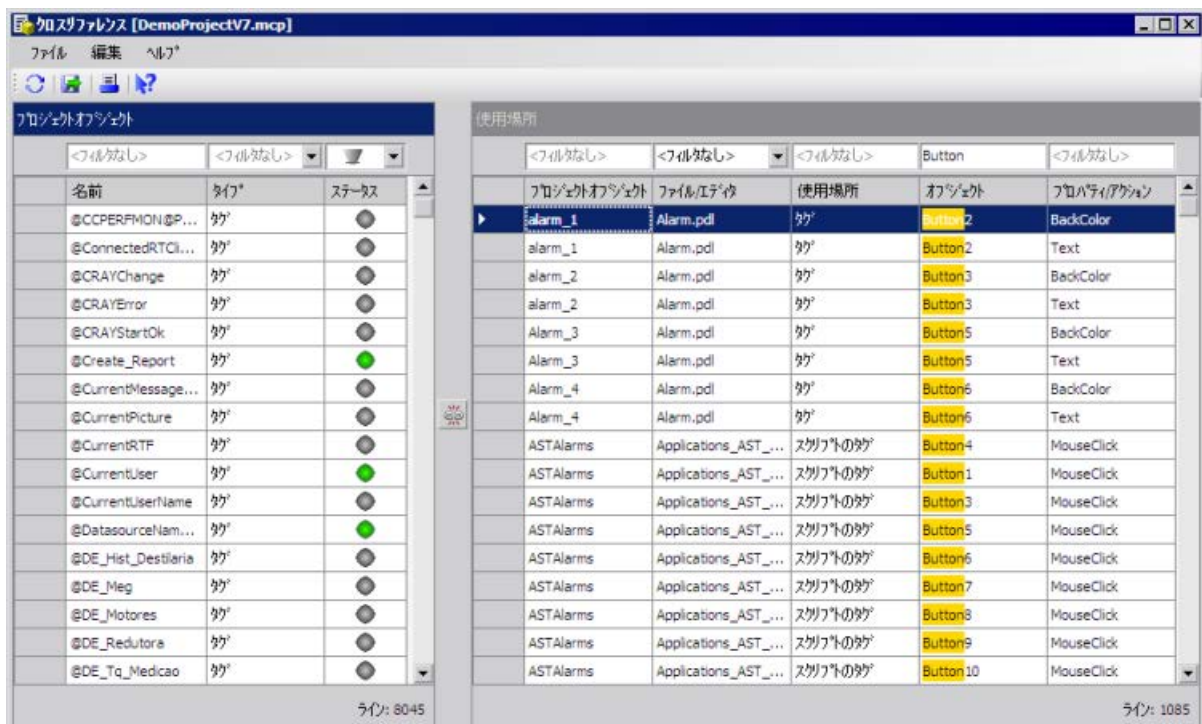 クロスリファレンス [DemoProjectV7.mcp]
ファイル 編集 ヘルプ
プロジェクトオブジェクト
<フィルタなし> <フィルタなし>
名前 タイプ ステータス
@CCPERFMON@P... タグ
@ConnectedRTCli... タグ
@CRAYChange タグ
@CRAYError タグ
@CRAYStartOk タグ
@Create_Report タグ
@CurrentMessage... タグ
@CurrentPicture タグ
@CurrentRTF タグ
@CurrentUser タグ
@CurrentUserName タグ
@DatasourceNam... タグ
@DE_Hist_Destilaria タグ
@DE_Meg タグ
@DE_Motores タグ
@DE_Redutora タグ
@DE_Tq_Medicao タグ
ライン: 8045
使用場所
<フィルタなし> <フィルタなし> <フィルタなし> Button <フィルタなし>
プロジェクトオブジェクト ファイル/エディタ 使用場所 オブジェクト プロパティ/アクション
alarm_1 Alarm.pdl タグ Button2 BackColor
alarm_1 Alarm.pdl タグ Button2 Text
alarm_2 Alarm.pdl タグ Button3 BackColor
alarm_2 Alarm.pdl タグ Button3 Text
Alarm_3 Alarm.pdl タグ Button5 BackColor
Alarm_3 Alarm.pdl タグ Button5 Text
Alarm_4 Alarm.pdl タグ Button6 BackColor
Alarm_4 Alarm.pdl タグ Button6 Text
ASTAlarms Applications_AST_... スクリプトのタグ Button4 MouseClick
ASTAlarms Applications_AST_... スクリプトのタグ Button1 MouseClick
ASTAlarms Applications_AST_... スクリプトのタグ Button3 MouseClick
ASTAlarms Applications_AST_... スクリプトのタグ Button5 MouseClick
ASTAlarms Applications_AST_... スクリプトのタグ Button6 MouseClick
ASTAlarms Applications_AST_... スクリプトのタグ Button7 MouseClick
ASTAlarms Applications_AST_... スクリプトのタグ Button8 MouseClick
ASTAlarms Applications_AST_... スクリプトのタグ Button9 MouseClick
ASTAlarms Applications_AST_... スクリプトのタグ Button10 MouseClick
ライン: 1085